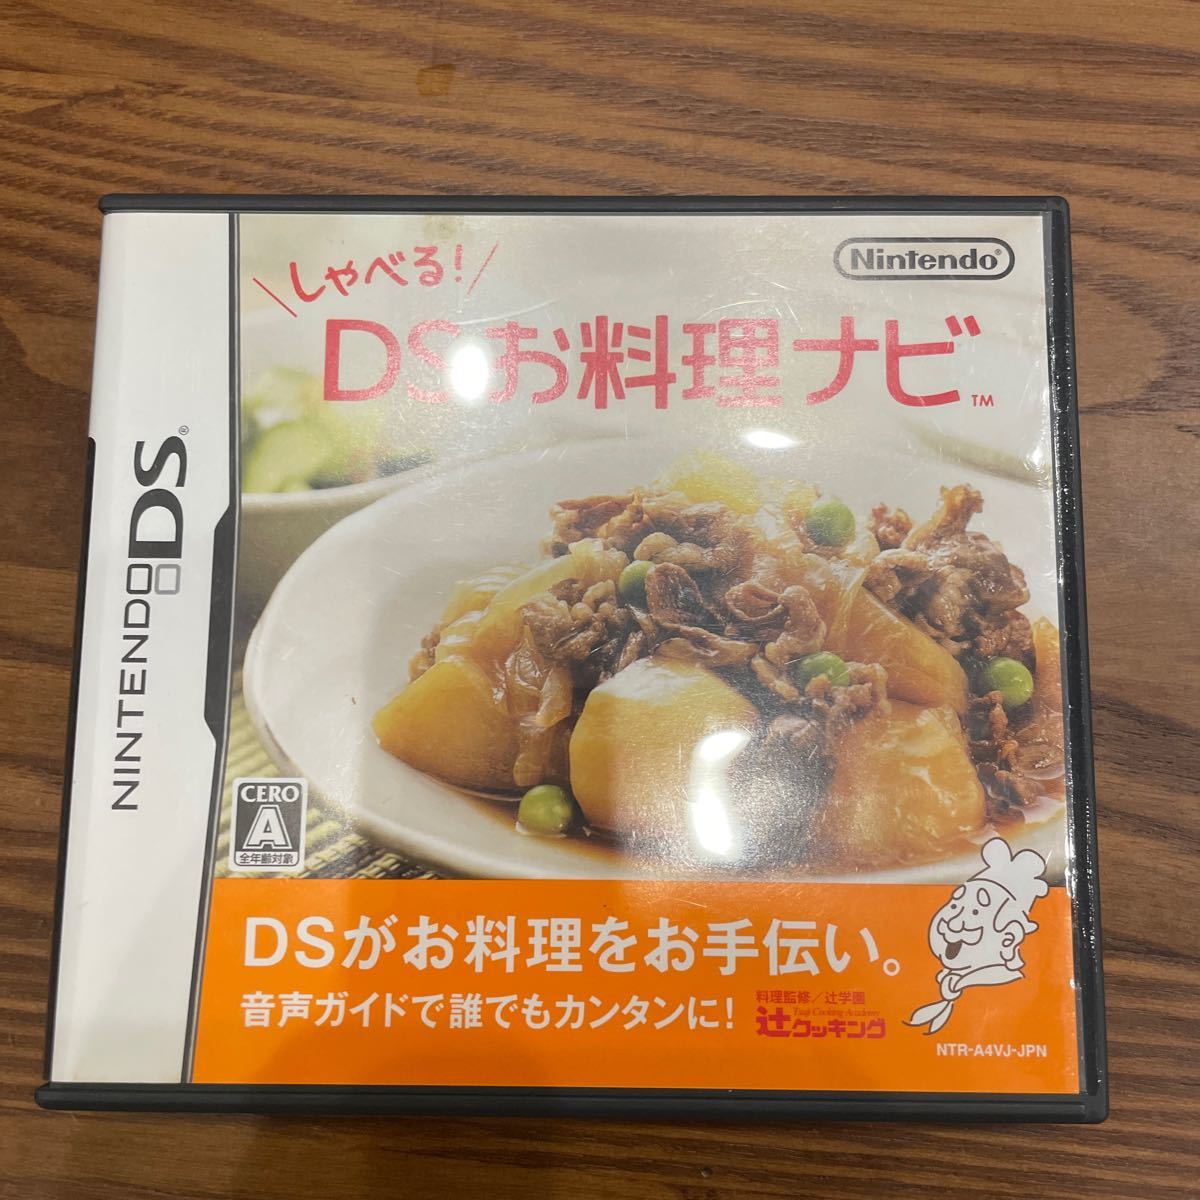 しゃべる!
Nintendo®
DSお料理ナビ™
NINTENDO DS®
CERO
A
全年齢対象
DSがお料理をお手伝い。
音声ガイドで誰でもカンタンに!
料理監修/辻学園
Tsuji Cooking Academy
辻クッキング
NTR-A4VJ-JPN